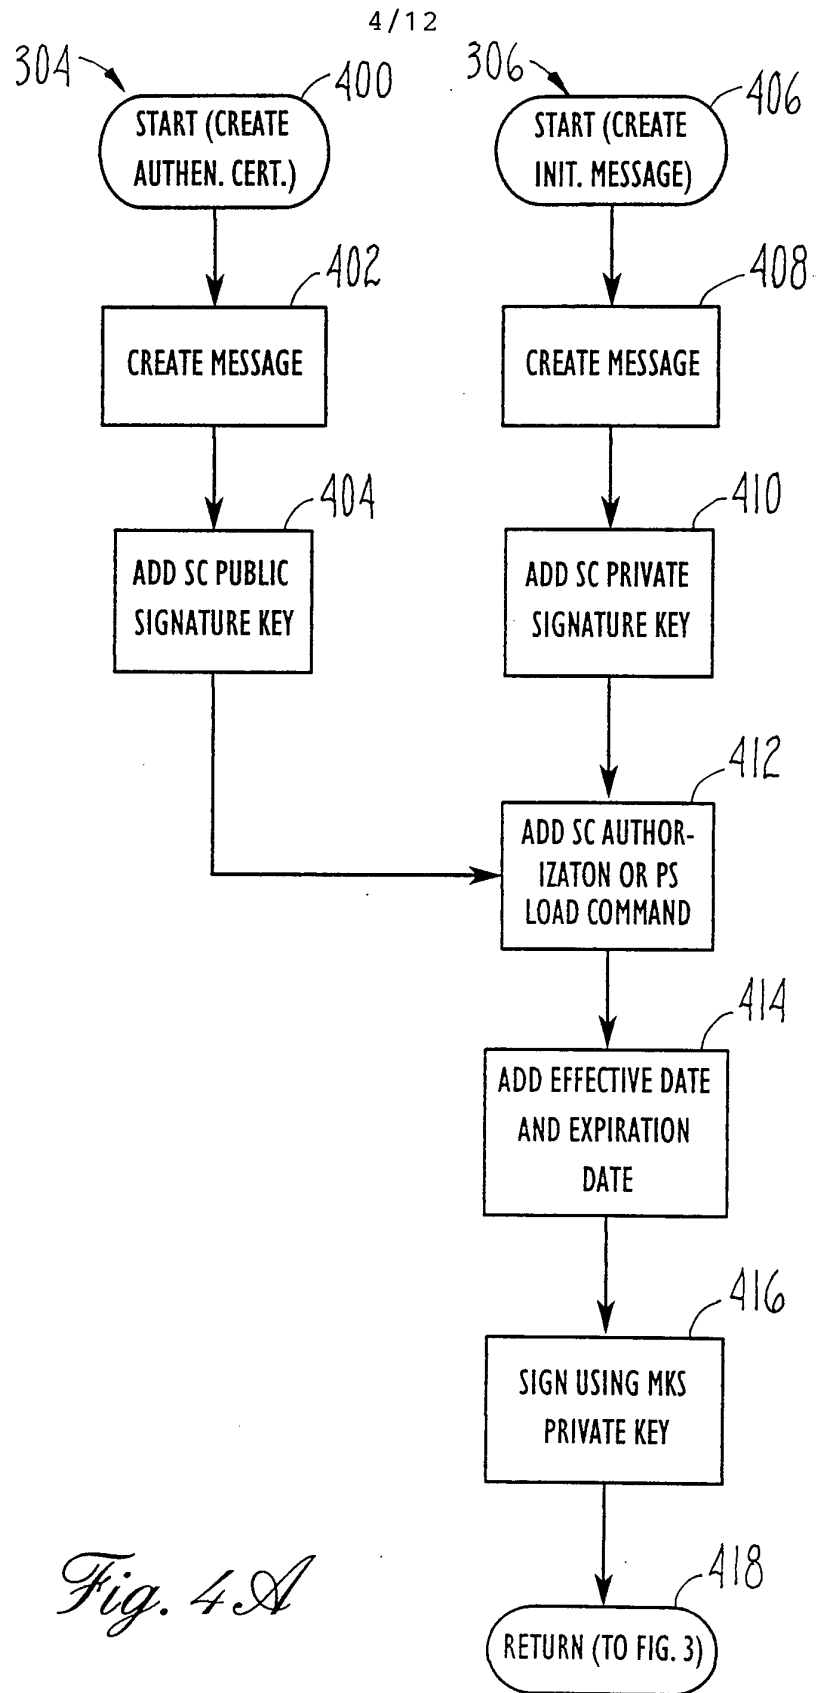 4/12
304
400
START (CREATE
AUTHEN. CERT.)
402
CREATE MESSAGE
404
ADD SC PUBLIC
SIGNATURE KEY
306
406
START (CREATE
INIT. MESSAGE)
408
CREATE MESSAGE
410
ADD SC PRIVATE
SIGNATURE KEY
412
ADD SC AUTHOR-
IZATON OR PS
LOAD COMMAND
414
ADD EFFECTIVE DATE
AND EXPIRATION
DATE
416
SIGN USING MKS
PRIVATE KEY
418
RETURN (TO FIG. 3)
Fig. 4A